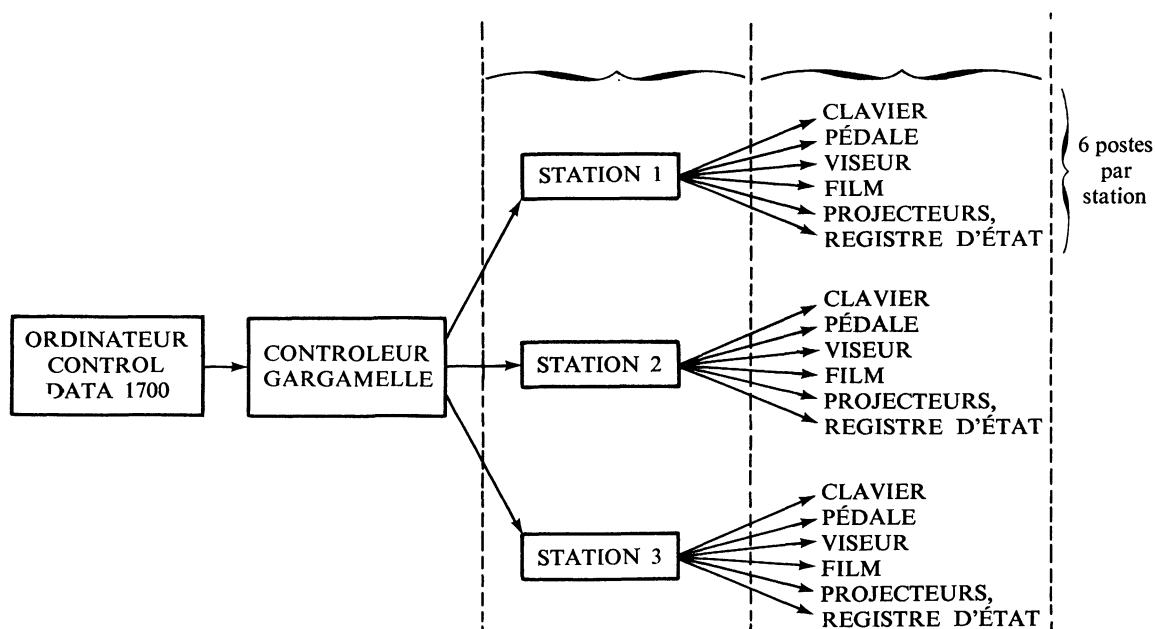 ORDINATEUR
CONTROL
DATA 1700
CONTROLEUR
GARGAMELLE
STATION 1
CLAVIER
PÉDALE
VISEUR
FILM
PROJECTEURS,
REGISTRE D'ÉTAT
6 postes
par
station
STATION 2
CLAVIER
PÉDALE
VISEUR
FILM
PROJECTEURS,
REGISTRE D'ÉTAT
STATION 3
CLAVIER
PÉDALE
VISEUR
FILM
PROJECTEURS,
REGISTRE D'ÉTAT